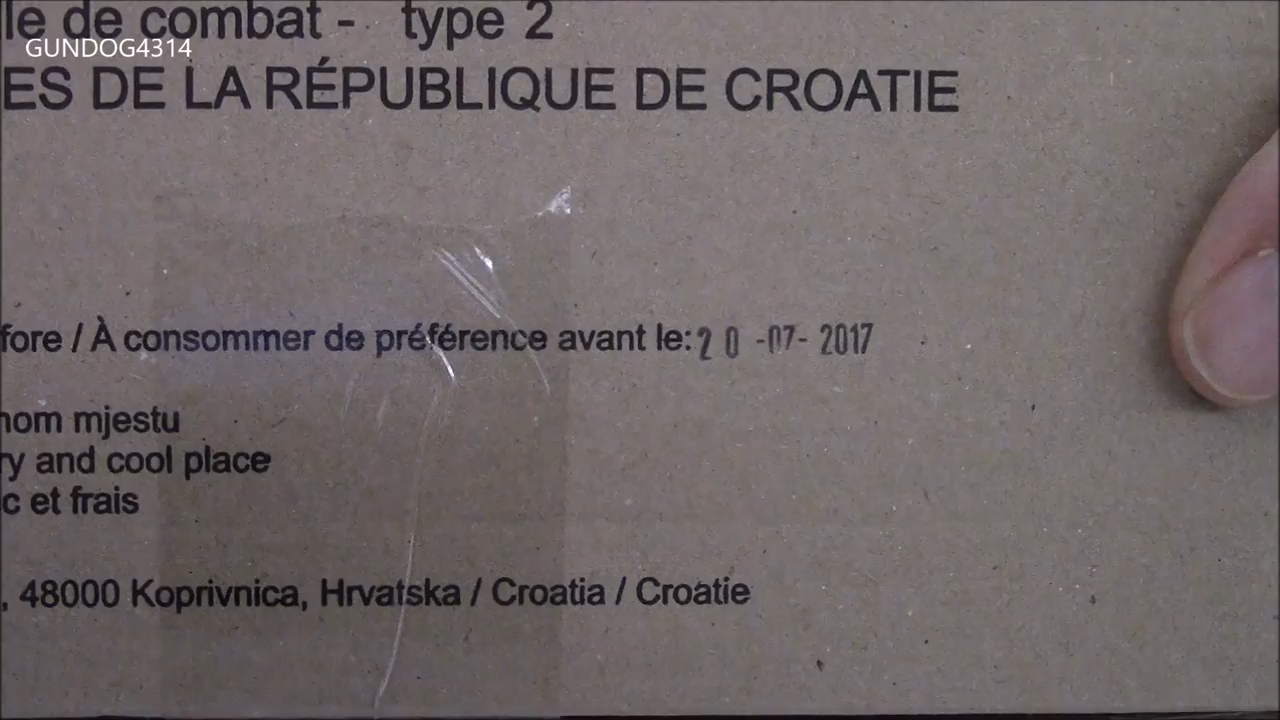 le de combat - type 2
GUNDOG4314
ES DE LA RÉPUBLIQUE DE CROATIE
fore / À consommer de préférence avant le: 20 -07- 2017
nom mjestu
ry and cool place
c et frais
, 48000 Koprivnica, Hrvatska / Croatia / Croatie